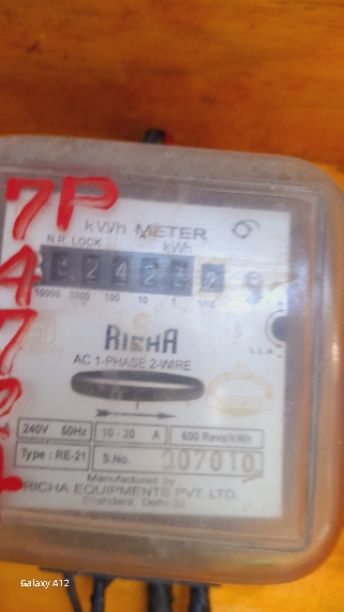 7P
kWh METER
N.R. LOCK
kWh
10000 1000 100 10 1 1/10
4
7
RICHA
AC 1-PHASE 2-WIRE
L.L.A.
240V 50Hz 10 - 20 A 600 Revs/kWh
Type : RE-21 S.No. 007010
Manufactured by
RICHA EQUIPMENTS PVT. LTD.
Galaxy A12